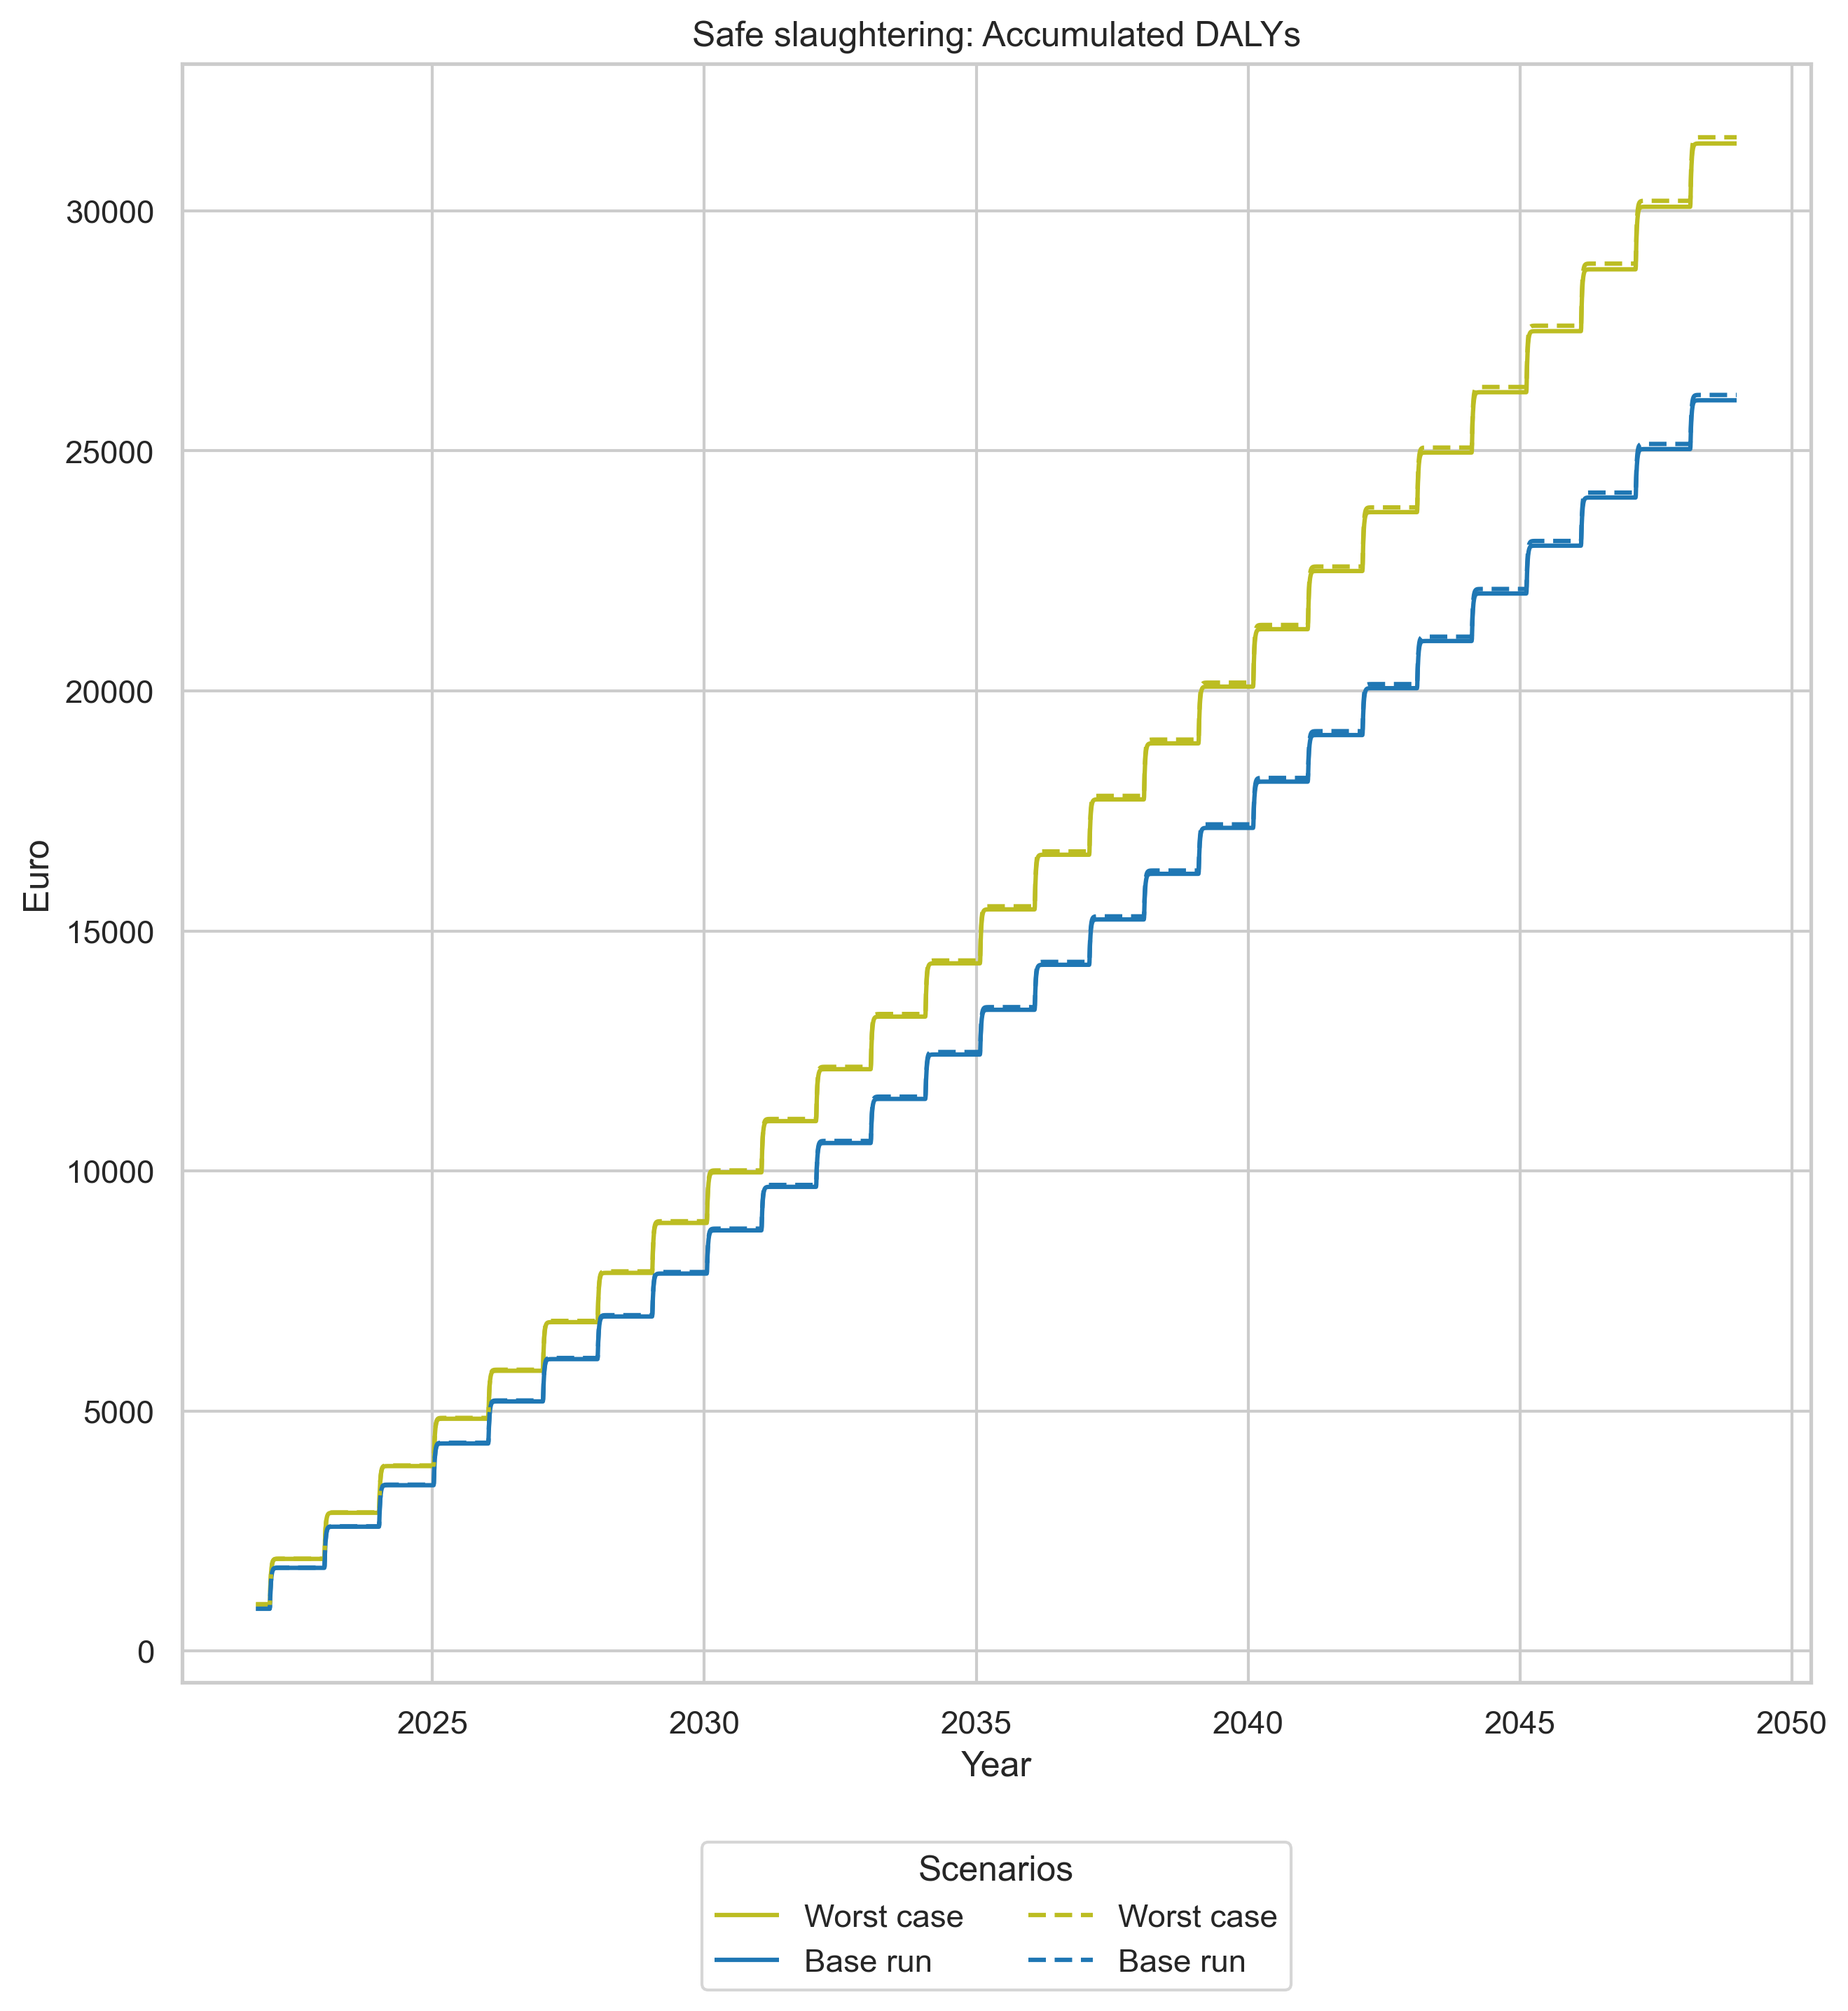 Safe slaughtering: Accumulated DALYs
30000
25000
20000
15000
10000
5000
0
Euro
2025 2030 2035 2040 2045 2050
Year
Scenarios
Worst case Worst case
Base run Base run